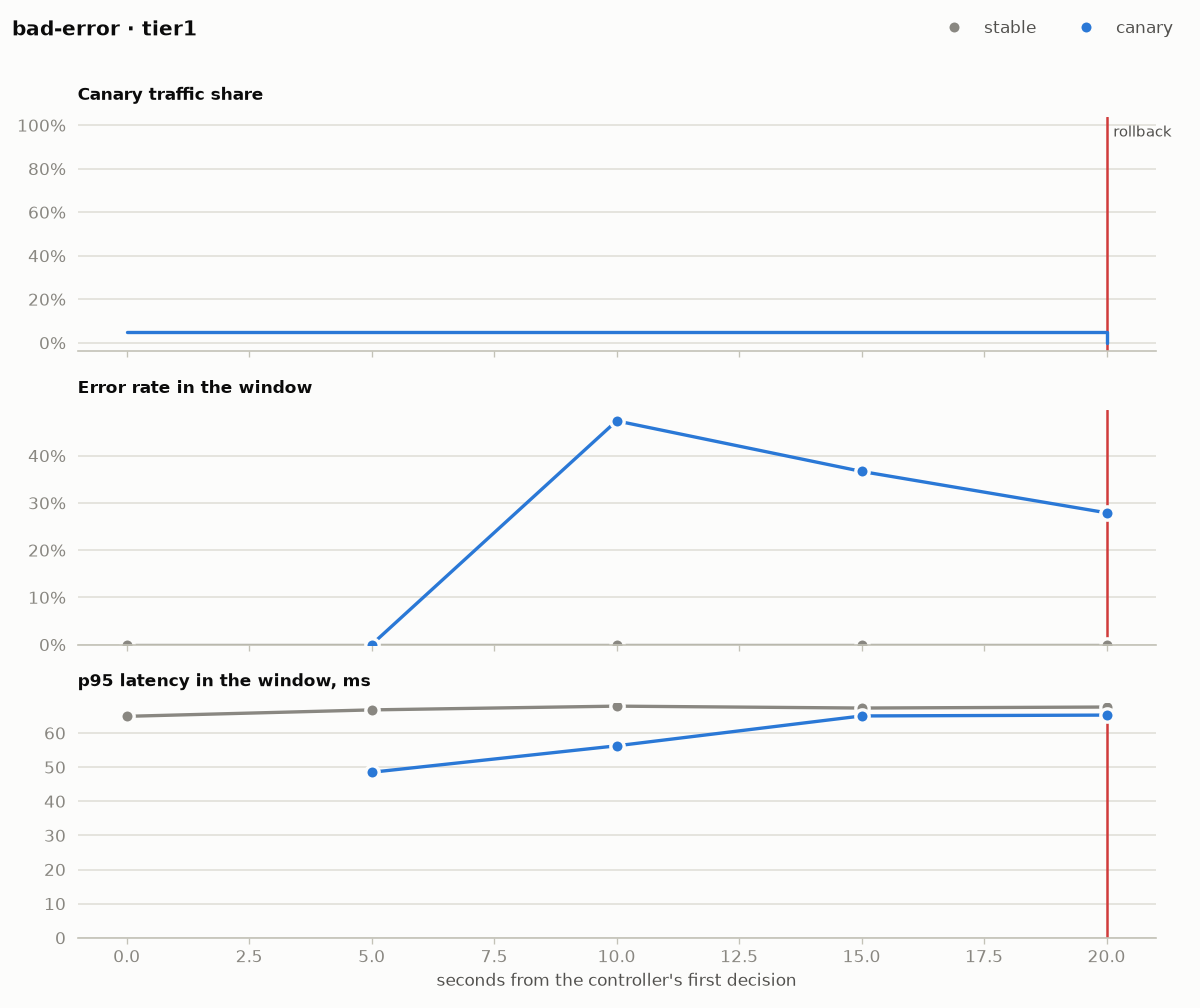 bad-error · tier1
stable canary
Canary traffic share
100%
rollback
80%
60%
40%
20%
0%
Error rate in the window
40%
30%
20%
10%
0%
p95 latency in the window, ms
60
50
40
30
20
10
0
0.0 2.5 5.0 7.5 10.0 12.5 15.0 17.5 20.0
seconds from the controller's first decision